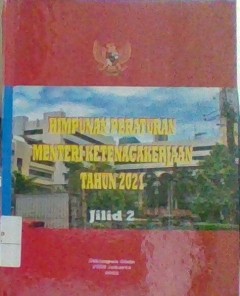 HIMPUNAN PERATURAN
MENTERI KETENAGAKERJAAN
TAHUN 2021
Jilid 2